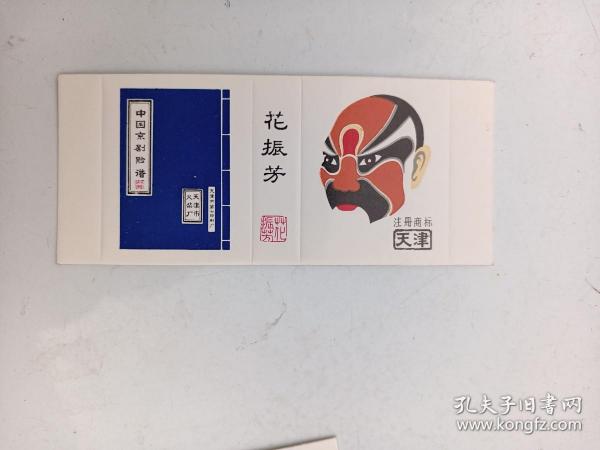 中国京剧脸谱
天津市
火柴厂
花振芳
注册商标
天津
孔夫子旧书网
www.kongfz.com